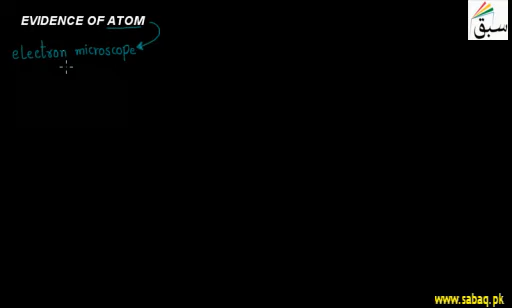 EVIDENCE OF ATOM
سبق
electron microscope
www.sabaq.pk